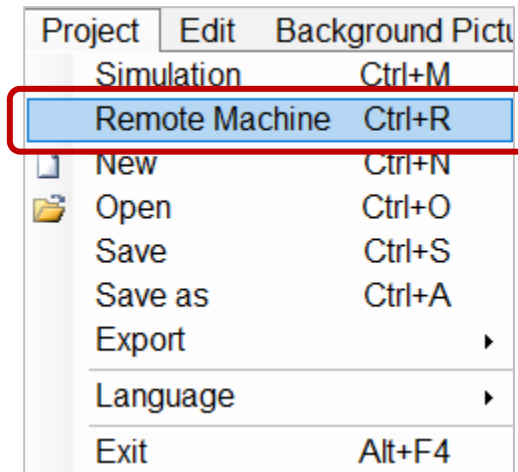 Project Edit Background Pictu
Simulation Ctrl+M
Remote Machine Ctrl+R
New Ctrl+N
Open Ctrl+O
Save Ctrl+S
Save as Ctrl+A
Export
Language
Exit Alt+F4